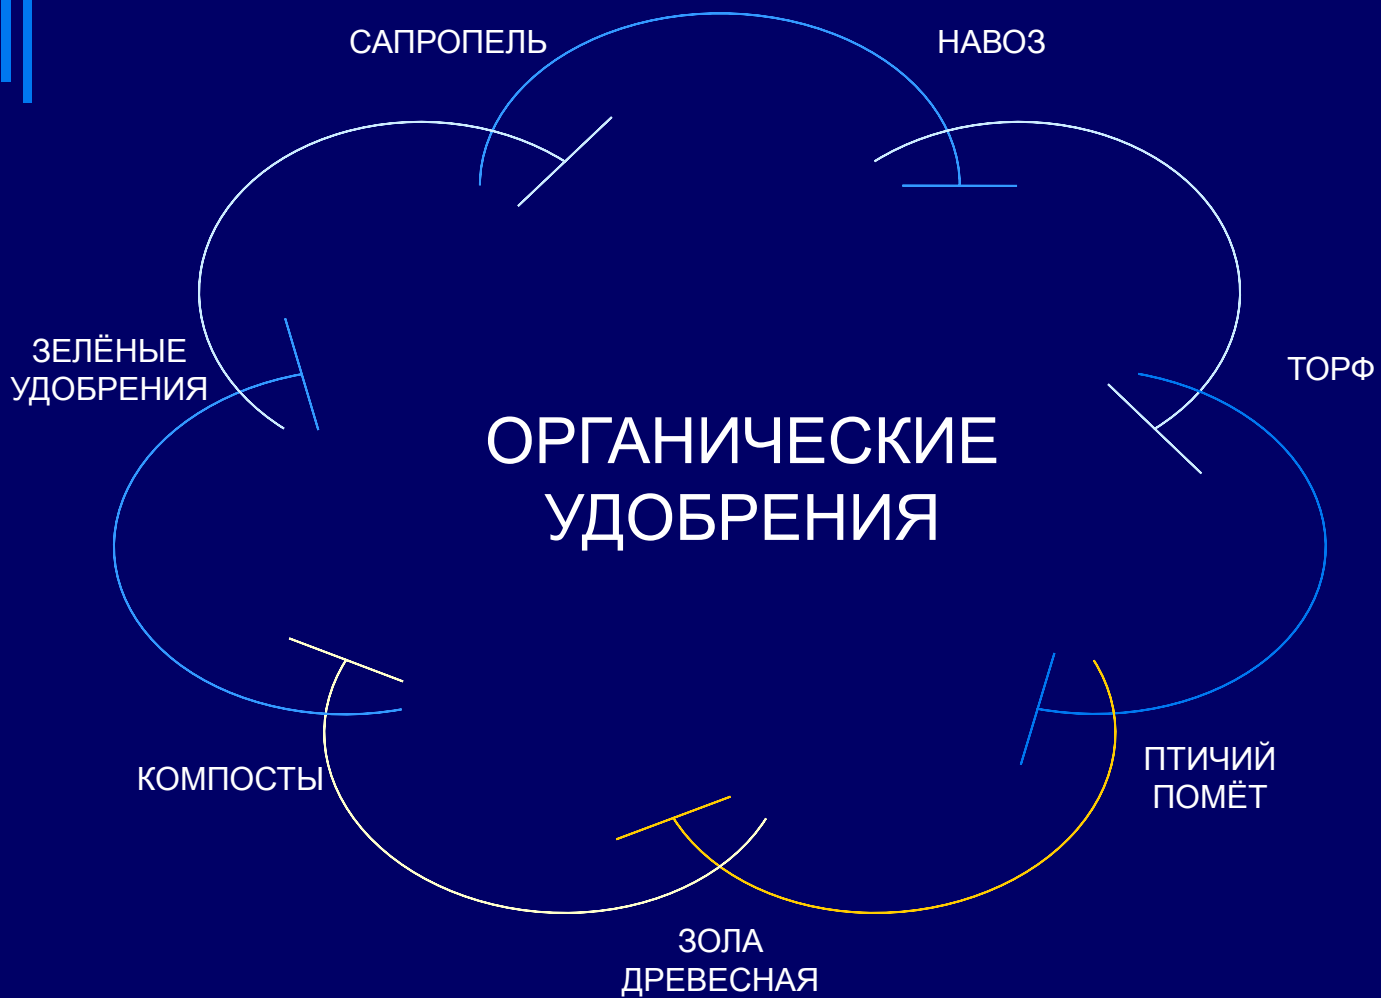 САПРОПЕЛЬ
НАВОЗ
ЗЕЛЁНЫЕ
УДОБРЕНИЯ
ТОРФ
ОРГАНИЧЕСКИЕ
УДОБРЕНИЯ
КОМПОСТЫ
ПТИЧИЙ
ПОМЁТ
ЗОЛА
ДРЕВЕСНАЯ